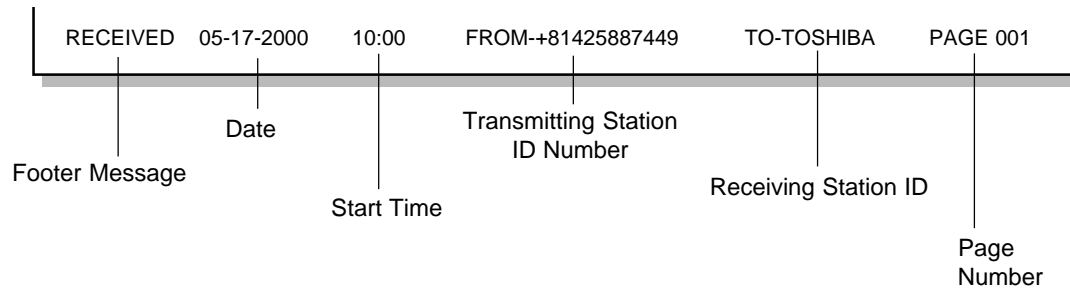 RECEIVED 05-17-2000 10:00 FROM-+81425887449 TO-TOSHIBA PAGE 001
Date
Transmitting Station
ID Number
Footer Message
Receiving Station ID
Start Time
Page
Number